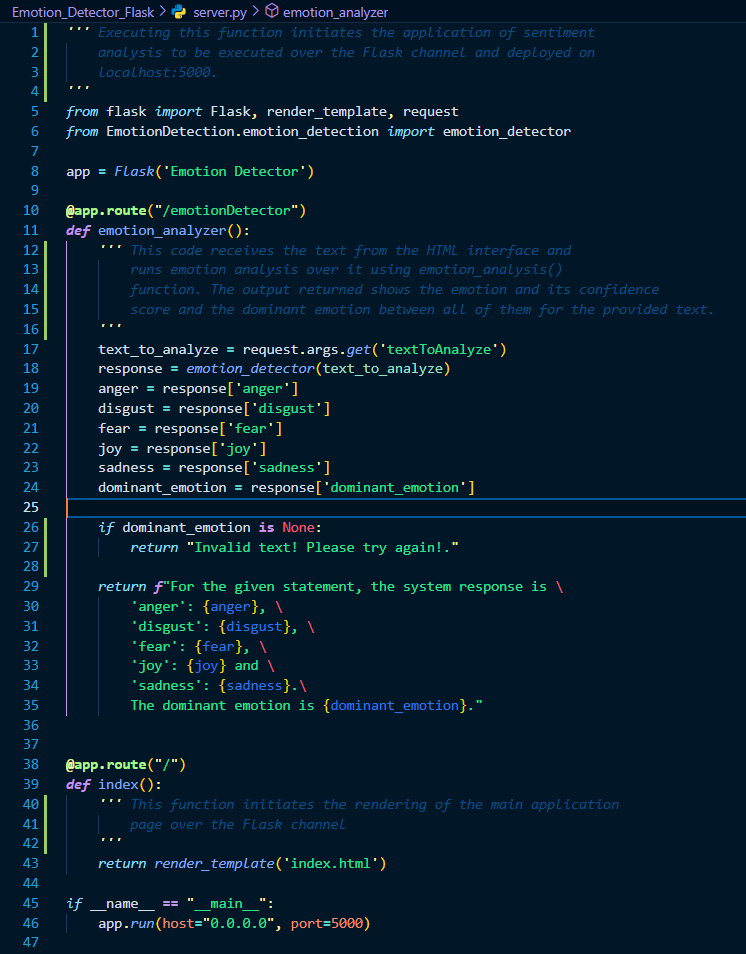 Emotion_Detector_Flask > server.py > emotion_analyzer
1 ''' Executing this function initiates the application of sentiment
2     analysis to be executed over the Flask channel and deployed on
3     localhost:5000.
4 '''
5 from flask import Flask, render_template, request
6 from EmotionDetection.emotion_detection import emotion_detector
7
8 app = Flask('Emotion Detector')
9
10 @app.route("/emotionDetector")
11 def emotion_analyzer():
12     ''' This code receives the text from the HTML interface and
13         runs emotion analysis over it using emotion_analysis()
14         function. The output returned shows the emotion and its confidence
15         score and the dominant emotion between all of them for the provided text.
16     '''
17     text_to_analyze = request.args.get('textToAnalyze')
18     response = emotion_detector(text_to_analyze)
19     anger = response['anger']
20     disgust = response['disgust']
21     fear = response['fear']
22     joy = response['joy']
23     sadness = response['sadness']
24     dominant_emotion = response['dominant_emotion']
25
26     if dominant_emotion is None:
27         return "Invalid text! Please try again!."
28
29     return f"For the given statement, the system response is \
30         'anger': {anger}, \
31         'disgust': {disgust}, \
32         'fear': {fear}, \
33         'joy': {joy} and \
34         'sadness': {sadness}.\
35         The dominant emotion is {dominant_emotion}."
36
37
38 @app.route("/")
39 def index():
40     ''' This function initiates the rendering of the main application
41         page over the Flask channel
42     '''
43     return render_template('index.html')
44
45 if __name__ == "__main__":
46     app.run(host="0.0.0.0", port=5000)
47